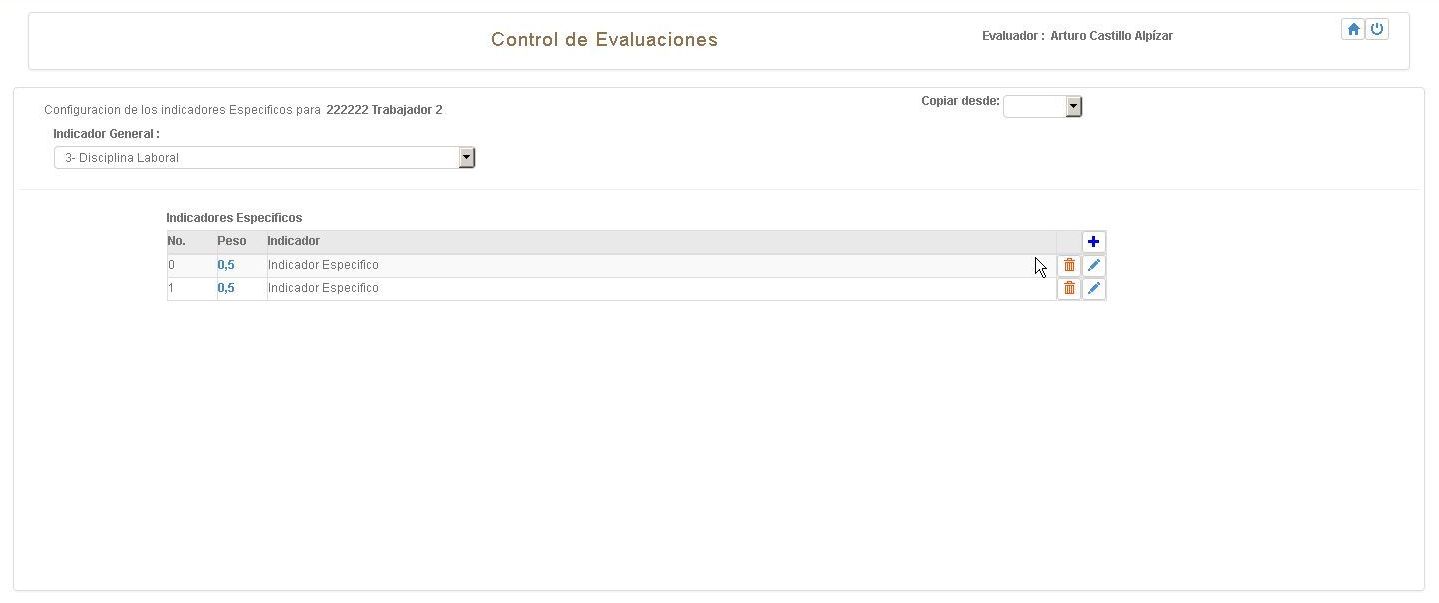 Control de Evaluaciones
Evaluador : Arturo Castillo Alpízar
Configuracion de los indicadores Especificos para 222222 Trabajador 2
Copiar desde:
Indicador General :
3- Disciplina Laboral
Indicadores Específicos
No. Peso Indicador
0 0,5 Indicador Especifico
1 0,5 Indicador Especifico